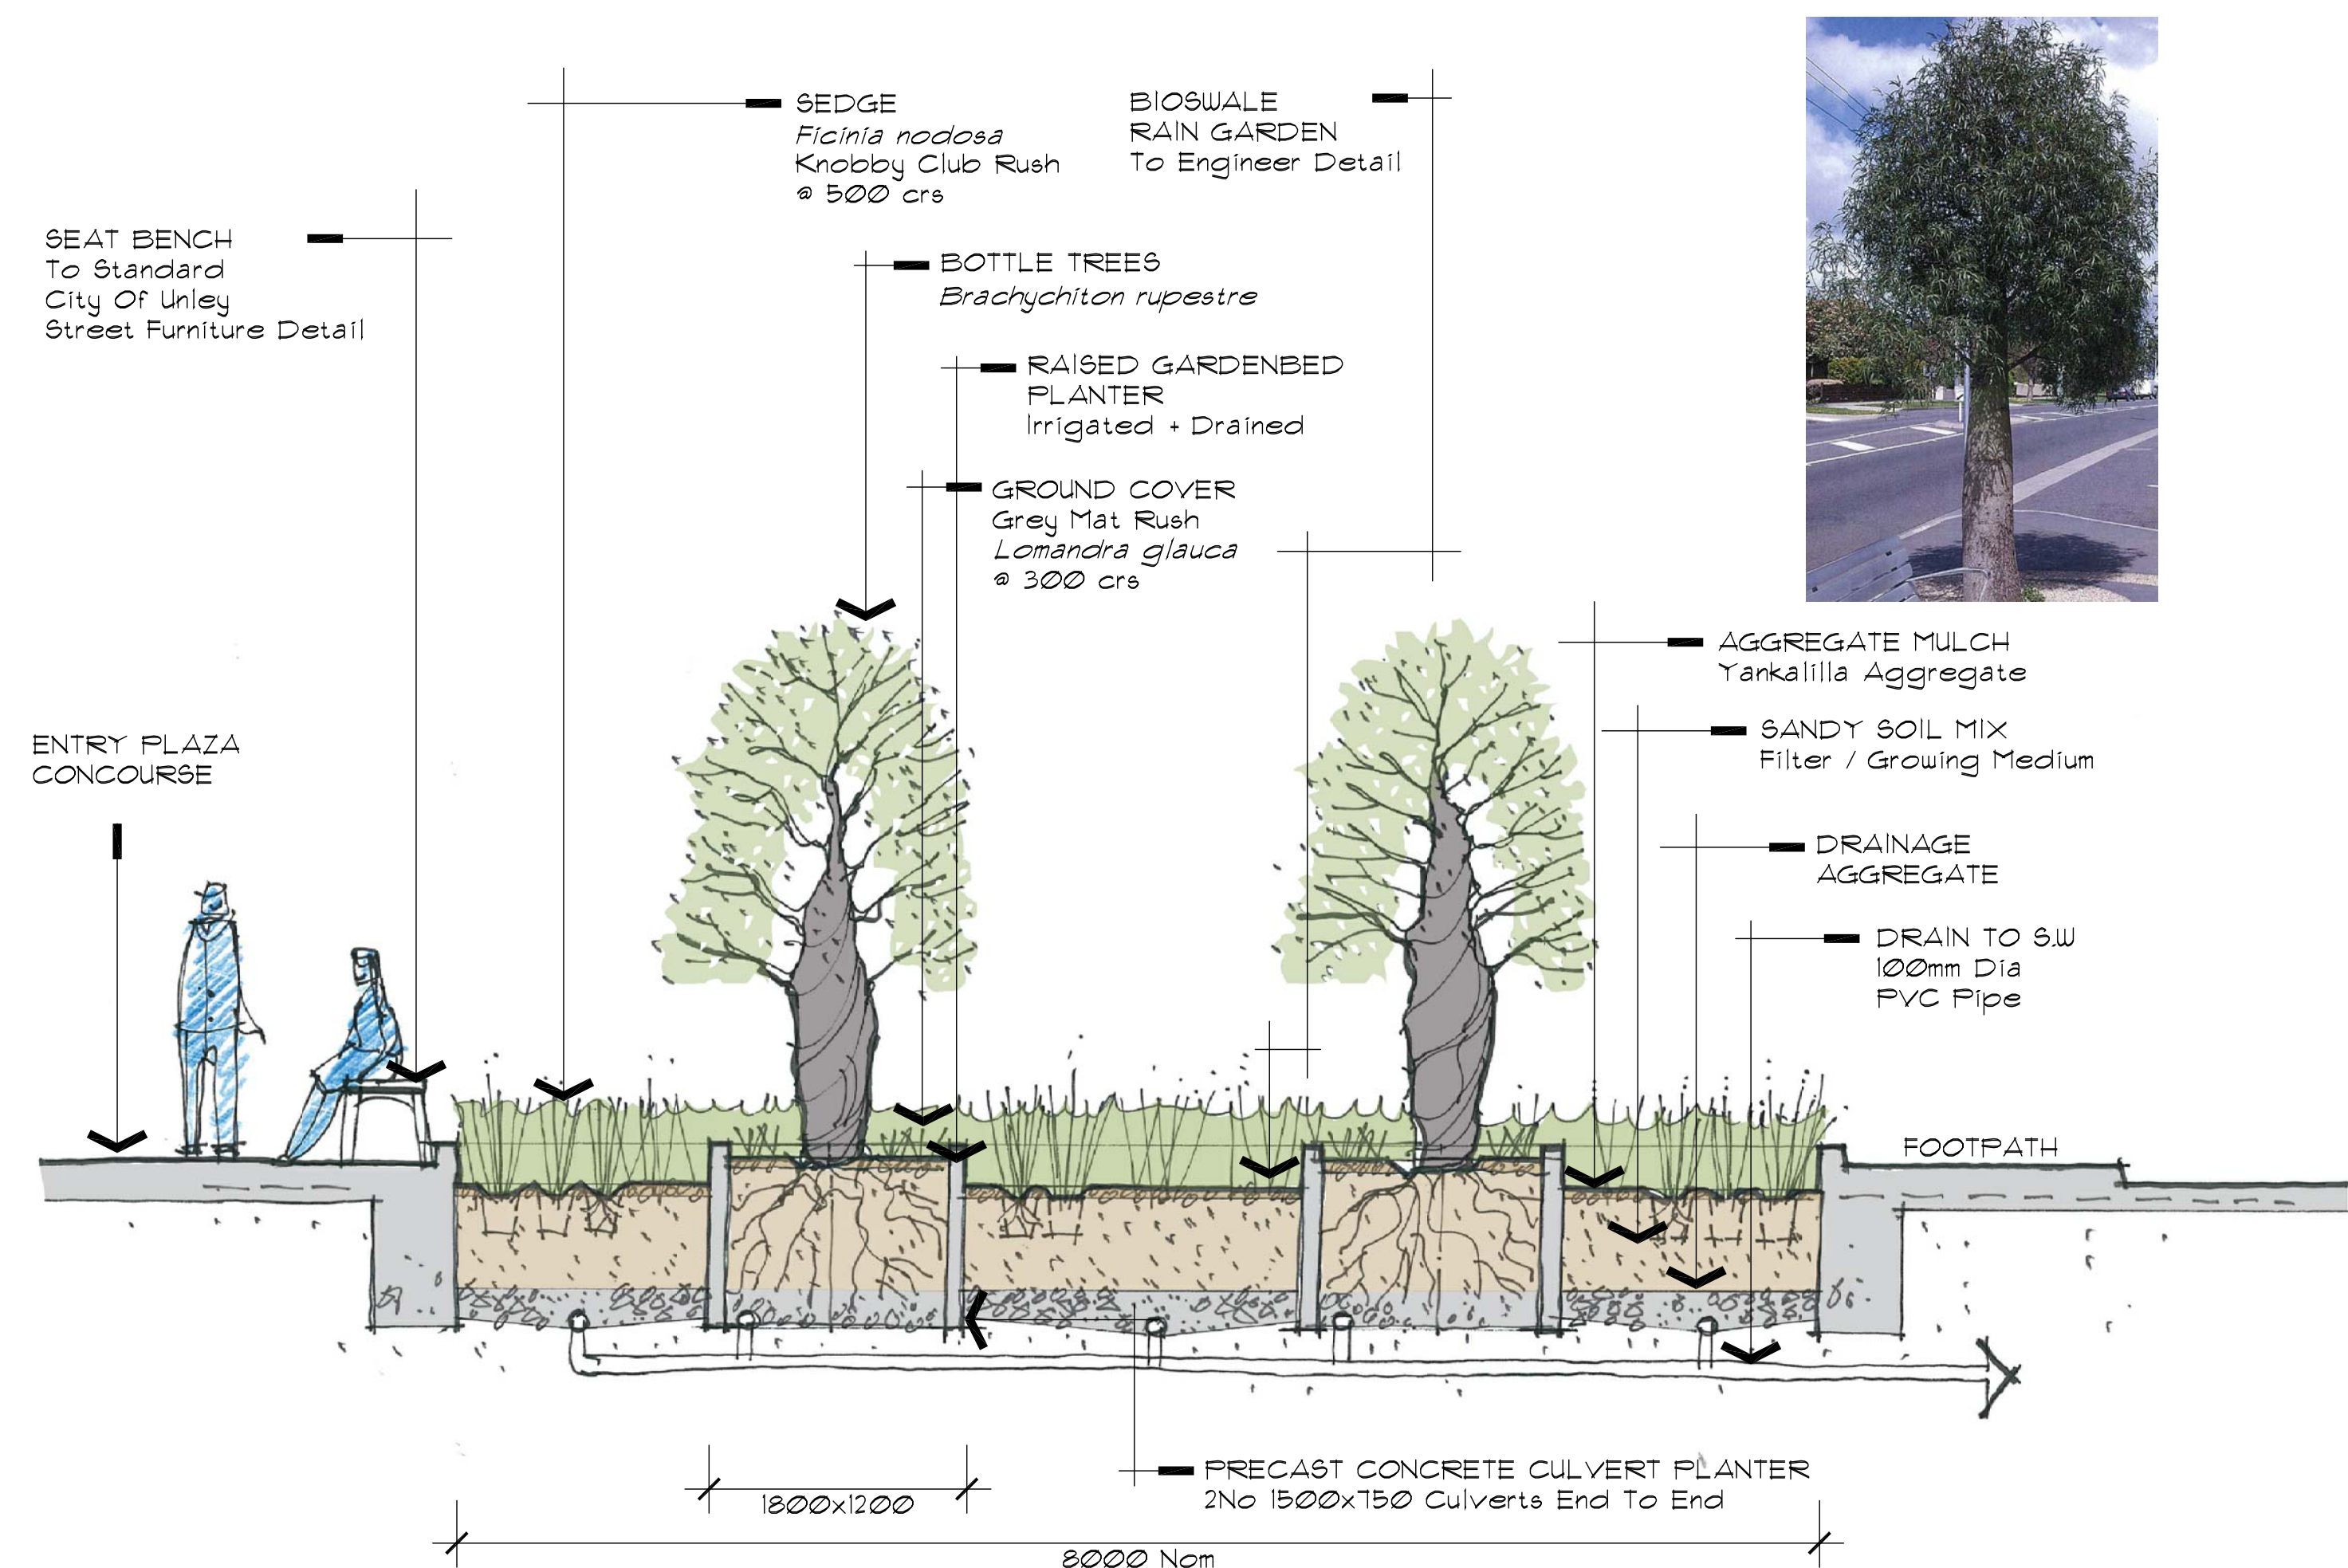 SEDGE
Ficinia nodosa
Knobby Club Rush
@ 500 crs
BIOSWALE
RAIN GARDEN
To Engineer Detail
SEAT BENCH
To Standard
City Of Unley
Street Furniture Detail
BOTTLE TREES
Brachychiton rupestre
RAISED GARDENBED
PLANTER
Irrigated + Drained
GROUND COVER
Grey Mat Rush
Lomandra glauca
@ 300 crs
AGGREGATE MULCH
Yankalilla Aggregate
SANDY SOIL MIX
Filter / Growing Medium
ENTRY PLAZA
CONCOURSE
DRAINAGE
AGGREGATE
DRAIN TO S.W
100mm Dia
PVC Pipe
FOOTPATH
PRECAST CONCRETE CULVERT PLANTER
2No 1500x750 Culverts End To End
1800x1200
8000 Nom